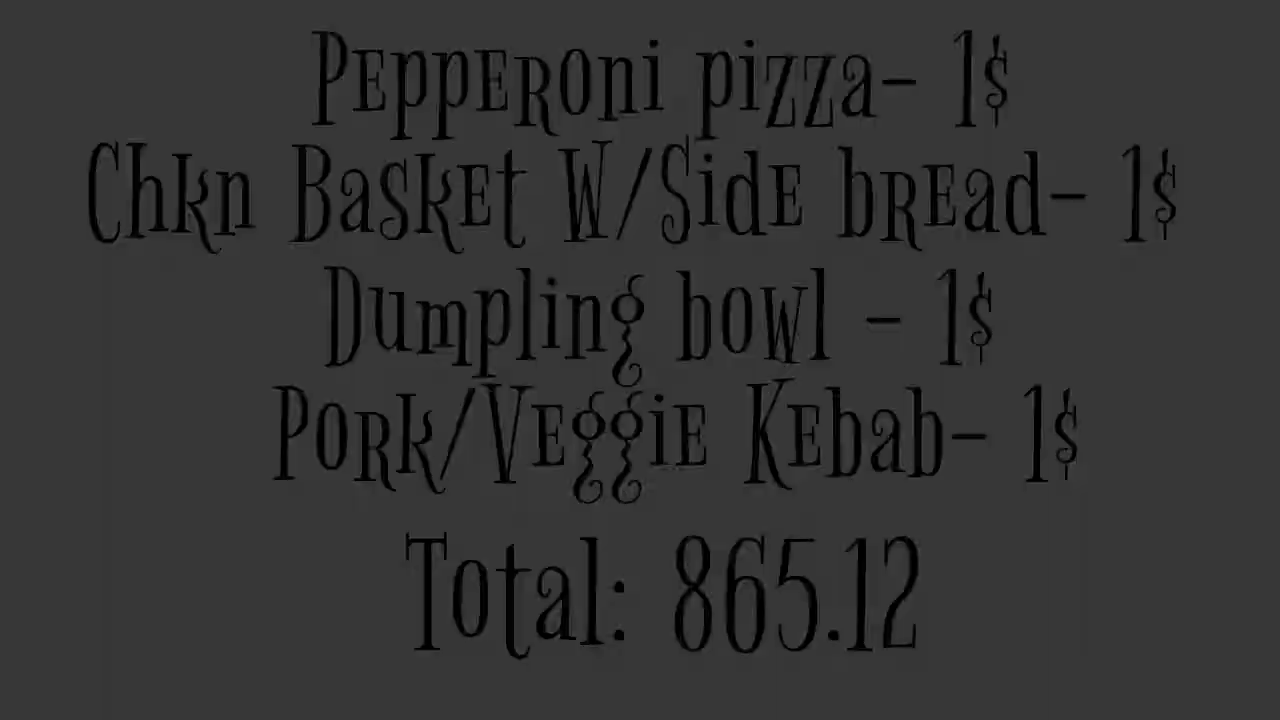 Pepperoni pizza- 1$
Chkn Basket W/Side bread- 1$
Dumpling bowl - 1$
Pork/Veggie Kebab- 1$
Total: 865.12